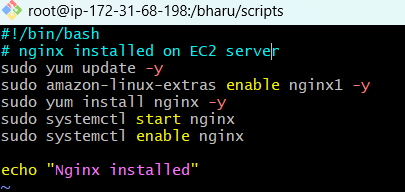 root@ip-172-31-68-198:/bharu/scripts
#!/bin/bash
# nginx installed on EC2 server
sudo yum update -y
sudo amazon-linux-extras enable nginx1 -y
sudo yum install nginx -y
sudo systemctl start nginx
sudo systemctl enable nginx
echo "Nginx installed"
~